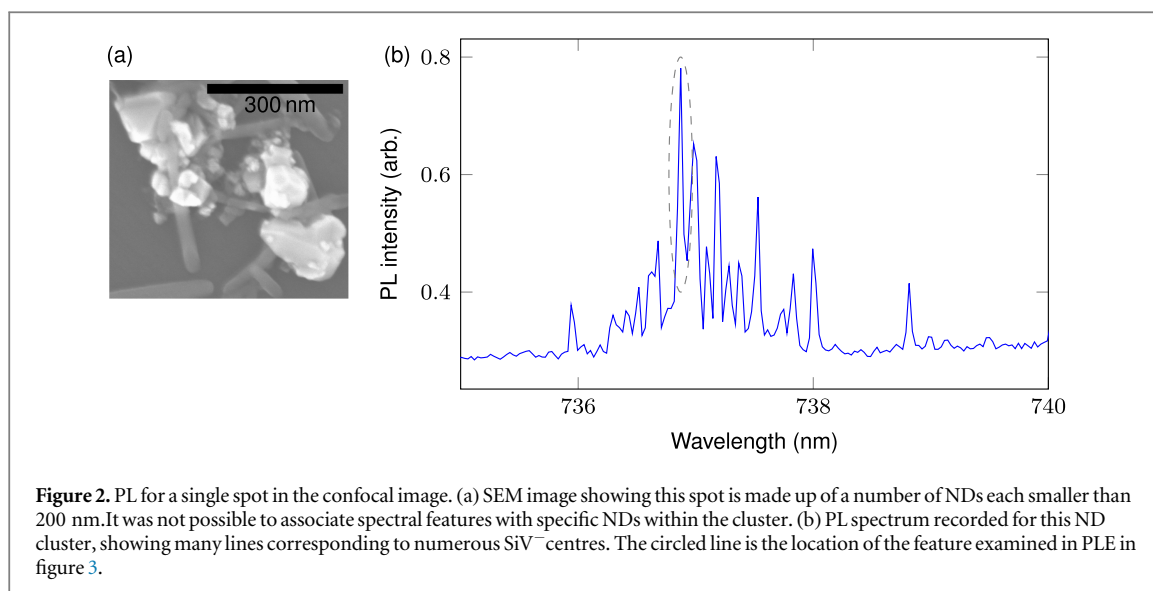 (a)
300 nm
(b)
0.8
0.6
0.4
PL intensity (arb.)
736
738
740
Wavelength (nm)
Figure 2. PL for a single spot in the confocal image. (a) SEM image showing this spot is made up of a number of NDs each smaller than
200 nm.It was not possible to associate spectral features with specific NDs within the cluster. (b) PL spectrum recorded for this ND
cluster, showing many lines corresponding to numerous SiV⁻centres. The circled line is the location of the feature examined in PLE in
figure 3.